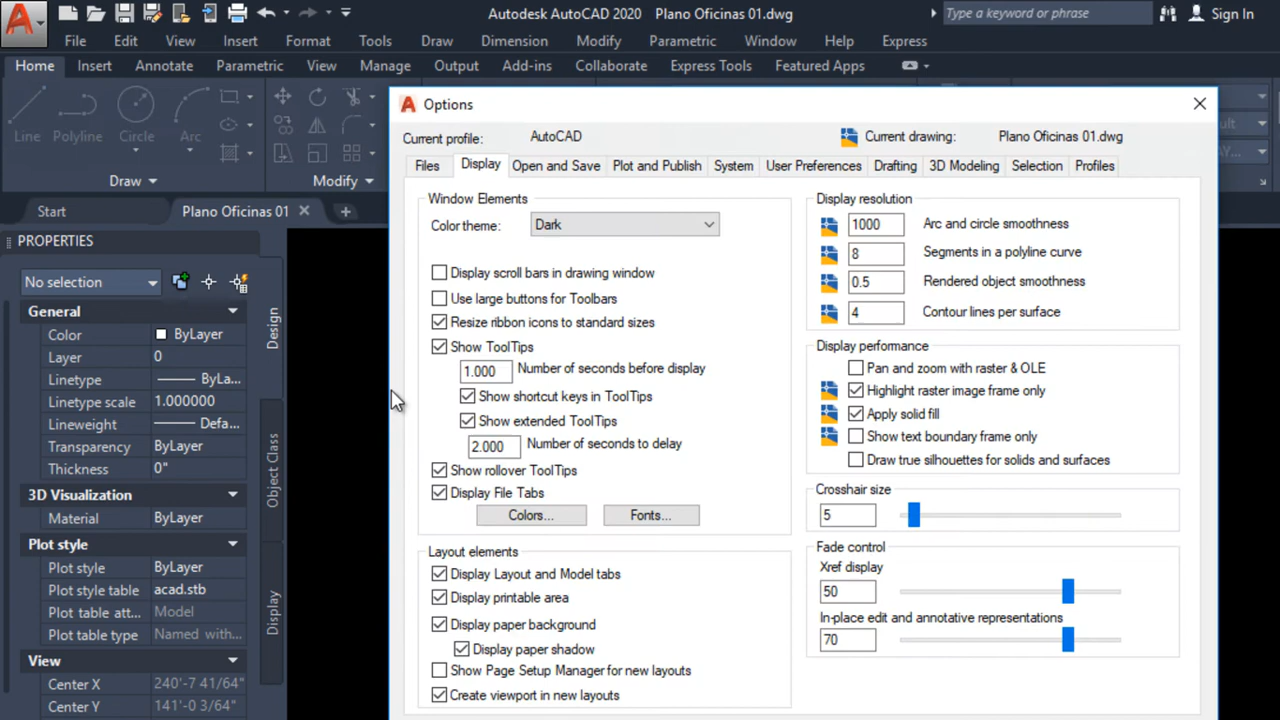 Autodesk AutoCAD 2020 Plano Oficinas 01.dwg
Type a keyword or phrase
Sign In
File Edit View Insert Format Tools Draw Dimension Modify Parametric Window Help Express
Home Insert Annotate Parametric View Manage Output Add-ins Collaborate Express Tools Featured Apps
Line Polyline Circle Arc
Draw
Modify
Start
Plano Oficinas 01
PROPERTIES
No selection
General
Color ByLayer
Layer 0
Linetype ByLa...
Linetype scale 1.000000
Lineweight Defa...
Transparency ByLayer
Thickness 0"
3D Visualization
Material ByLayer
Plot style
Plot style ByLayer
Plot style table acad.stb
Plot table att... Model
Plot table type Named with...
View
Center X 240'-7 41/64"
Center Y 141'-0 3/64"
Design
Object Class
Display
Options
Current profile: AutoCAD
Current drawing: Plano Oficinas 01.dwg
Files Display Open and Save Plot and Publish System User Preferences Drafting 3D Modeling Selection Profiles
Window Elements
Color theme: Dark
Display scroll bars in drawing window
Use large buttons for Toolbars
Resize ribbon icons to standard sizes
Show ToolTips
1.000 Number of seconds before display
Show shortcut keys in ToolTips
Show extended ToolTips
2.000 Number of seconds to delay
Show rollover ToolTips
Display File Tabs
Colors... Fonts...
Layout elements
Display Layout and Model tabs
Display printable area
Display paper background
Display paper shadow
Show Page Setup Manager for new layouts
Create viewport in new layouts
Display resolution
1000 Arc and circle smoothness
8 Segments in a polyline curve
0.5 Rendered object smoothness
4 Contour lines per surface
Display performance
Pan and zoom with raster & OLE
Highlight raster image frame only
Apply solid fill
Show text boundary frame only
Draw true silhouettes for solids and surfaces
Crosshair size
5
Fade control
Xref display
50
In-place edit and annotative representations
70